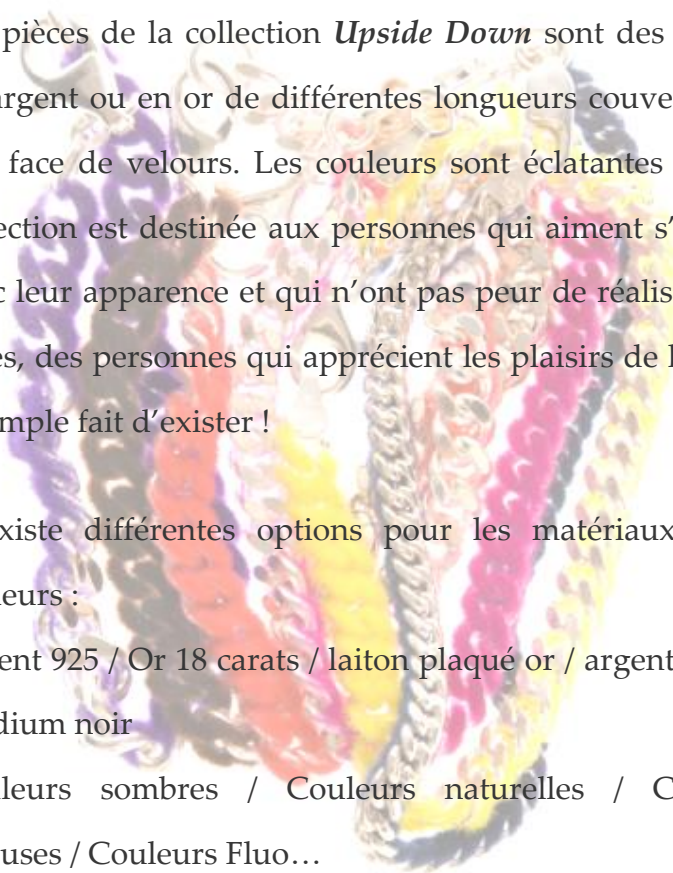 pièces de la collection Upside Down sont des
argent ou en or de différentes longueurs couve
face de velours. Les couleurs sont éclatantes
ection est destinée aux personnes qui aiment s’
c leur apparence et qui n’ont pas peur de réalis
es, des personnes qui apprécient les plaisirs de l
mple fait d’exister !
xiste différentes options pour les matériaux
leurs :
ent 925 / Or 18 carats / laiton plaqué or / argent
dium noir
leurs sombres / Couleurs naturelles / C
uses / Couleurs Fluo…